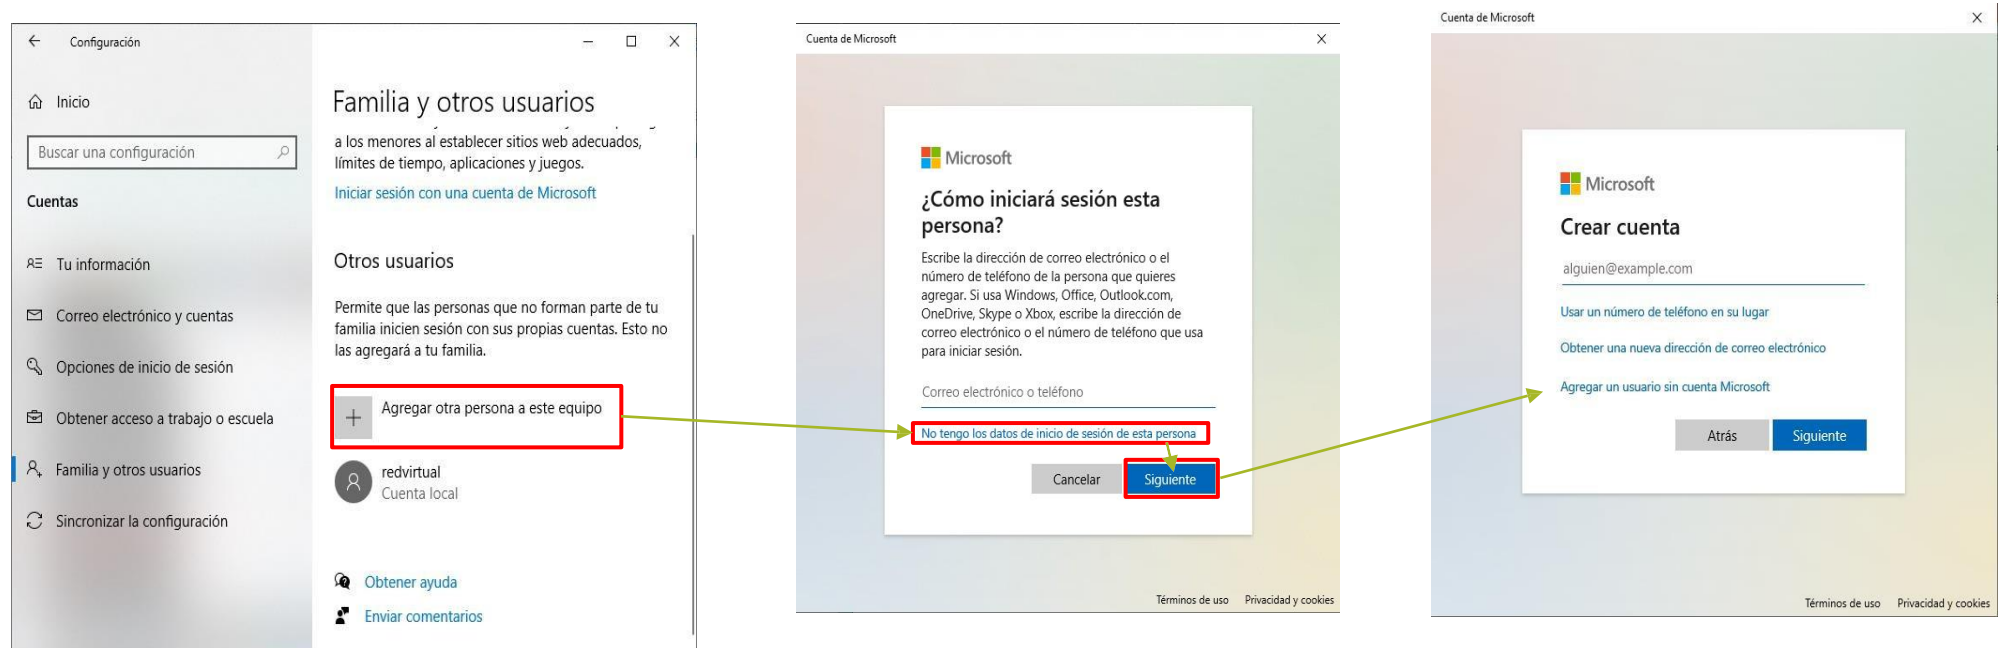 Configuración
Inicio
Buscar una configuración
Cuentas
Tu información
Correo electrónico y cuentas
Opciones de inicio de sesión
Obtener acceso a trabajo o escuela
Familia y otros usuarios
Sincronizar la configuración
Familia y otros usuarios
a los menores al establecer sitios web adecuados,
límites de tiempo, aplicaciones y juegos.
Iniciar sesión con una cuenta de Microsoft
Otros usuarios
Permite que las personas que no forman parte de tu
familia inicien sesión con sus propias cuentas. Esto no
las agregará a tu familia.
Agregar otra persona a este equipo
redvirtual
Cuenta local
Obtener ayuda
Enviar comentarios
Cuenta de Microsoft
Microsoft
¿Cómo iniciará sesión esta
persona?
Escribe la dirección de correo electrónico o el
número de teléfono de la persona que quieres
agregar. Si usa Windows, Office, Outlook.com,
OneDrive, Skype o Xbox, escribe la dirección de
correo electrónico o el número de teléfono que usa
para iniciar sesión.
Correo electrónico o teléfono
No tengo los datos de inicio de sesión de esta persona
Cancelar
Siguiente
Términos de uso
Privacidad y cookies
Cuenta de Microsoft
Microsoft
Crear cuenta
alguien@example.com
Usar un número de teléfono en su lugar
Obtener una nueva dirección de correo electrónico
Agregar un usuario sin cuenta Microsoft
Atrás
Siguiente
Términos de uso
Privacidad y cookies